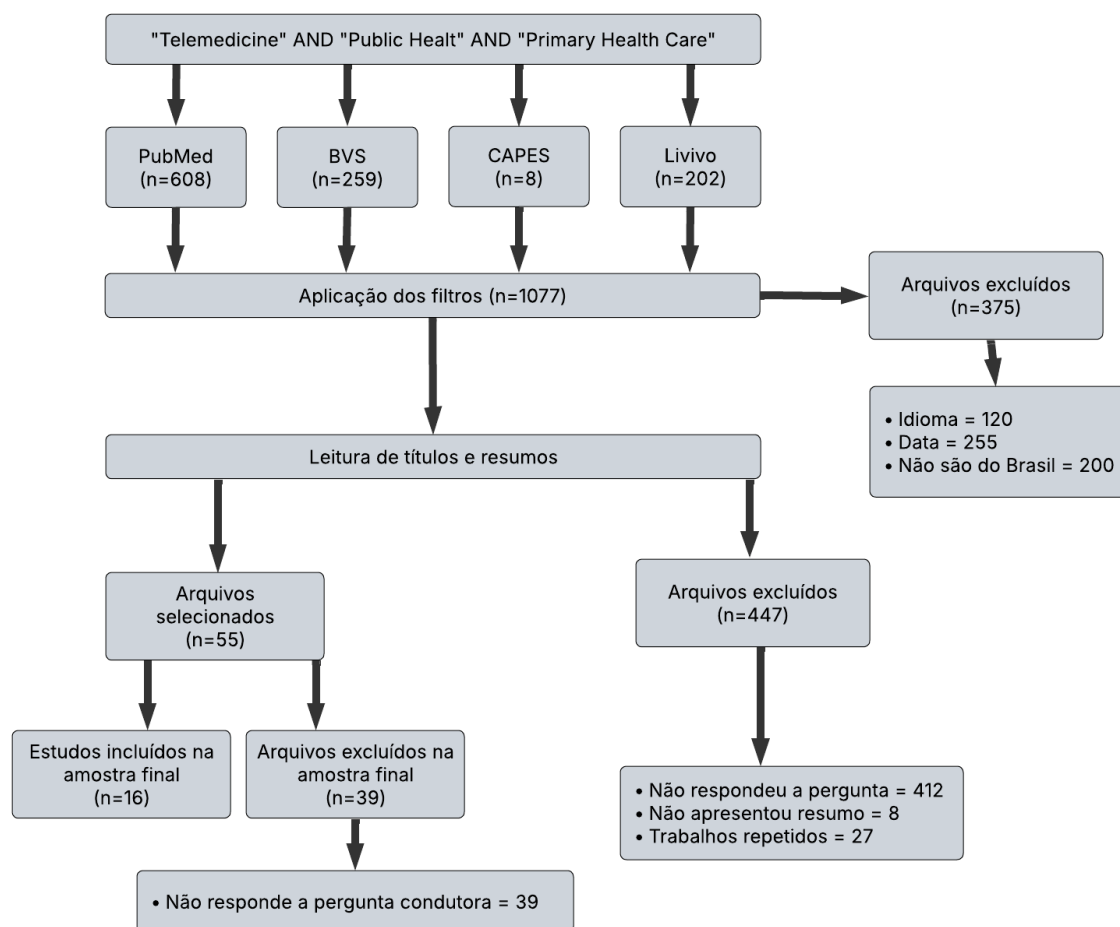 "Telemedicine" AND "Public Healt" AND "Primary Health Care"
PubMed
(n=608)
BVS
(n=259)
CAPES
(n=8)
Livivo
(n=202)
Aplicação dos filtros (n=1077)
Arquivos excluídos
(n=375)
• Idioma = 120
• Data = 255
• Não são do Brasil = 200
Leitura de títulos e resumos
Arquivos
selecionados
(n=55)
Arquivos excluídos
(n=447)
Estudos incluídos na
amostra final
(n=16)
Arquivos excluídos na
amostra final
(n=39)
• Não respondeu a pergunta = 412
• Não apresentou resumo = 8
• Trabalhos repetidos = 27
• Não responde a pergunta condutora = 39